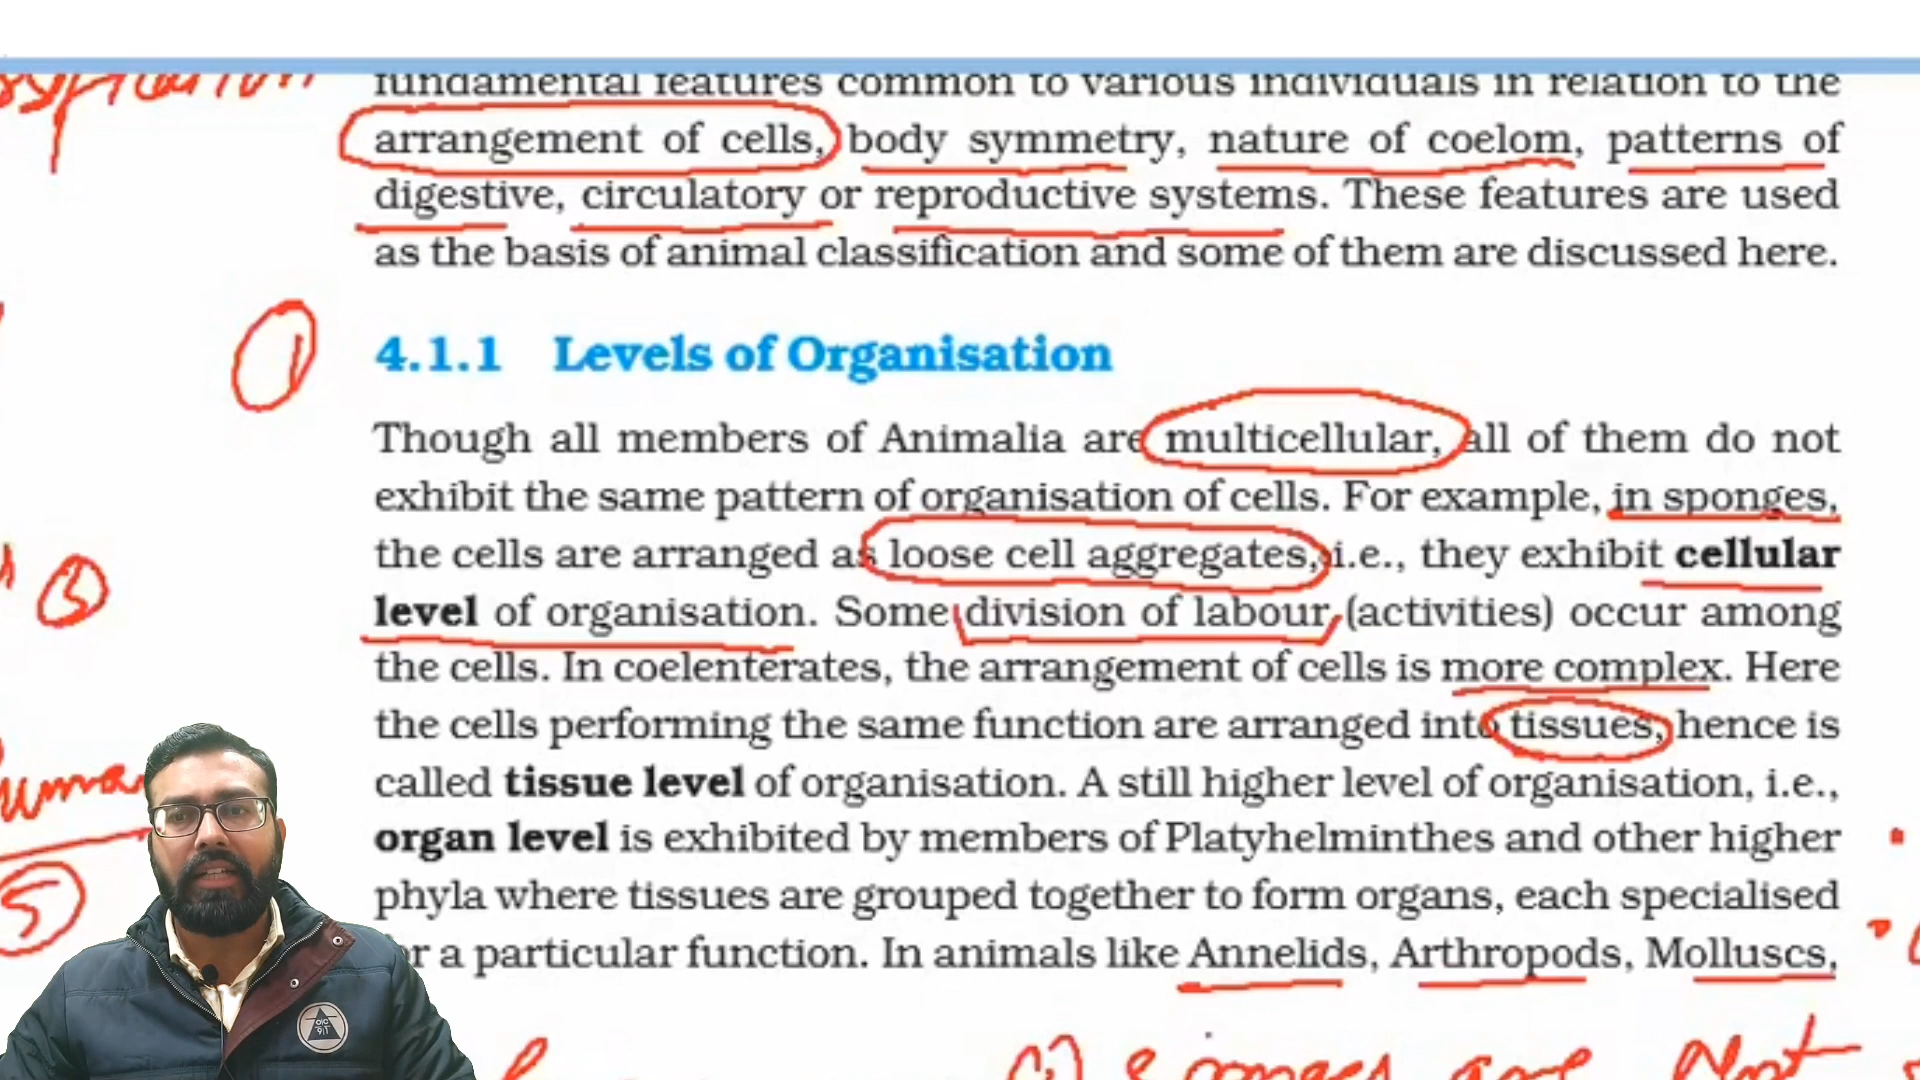 ssification
fundamental features common to various individuals in relation to the
arrangement of cells, body symmetry, nature of coelom, patterns of
digestive, circulatory or reproductive systems. These features are used
as the basis of animal classification and some of them are discussed here.
1
4.1.1 Levels of Organisation
Though all members of Animalia are multicellular, all of them do not
exhibit the same pattern of organisation of cells. For example, in sponges,
the cells are arranged as loose cell aggregates, i.e., they exhibit cellular
level of organisation. Some division of labour (activities) occur among
the cells. In coelenterates, the arrangement of cells is more complex. Here
the cells performing the same function are arranged into tissues, hence is
called tissue level of organisation. A still higher level of organisation, i.e.,
organ level is exhibited by members of Platyhelminthes and other higher
phyla where tissues are grouped together to form organs, each specialised
or a particular function. In animals like Annelids, Arthropods, Molluscs,
5
(i) sponges are Not